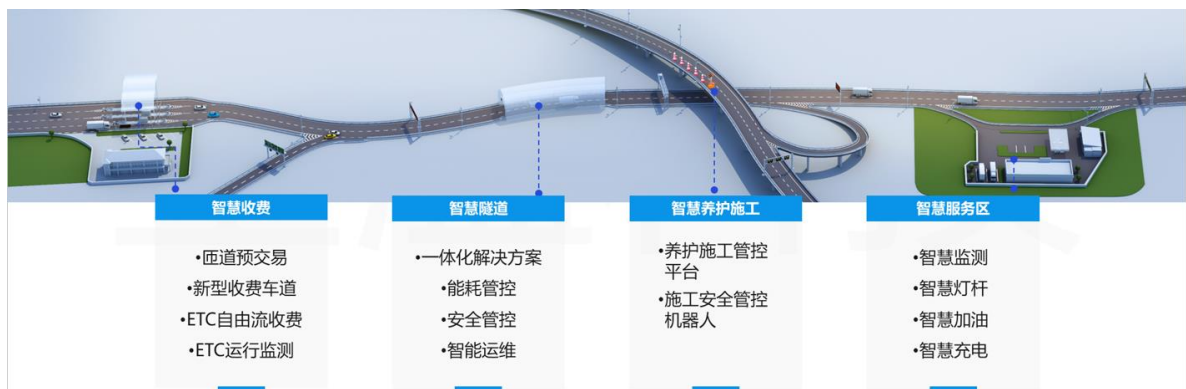 智慧收费
•匝道预交易
•新型收费车道
•ETC自由流收费
•ETC运行监测
智慧隧道
•一体化解决方案
•能耗管控
•安全管控
•智能运维
智慧养护施工
•养护施工管控
平台
•施工安全管控
机器人
智慧服务区
•智慧监测
•智慧灯杆
•智慧加油
•智慧充电